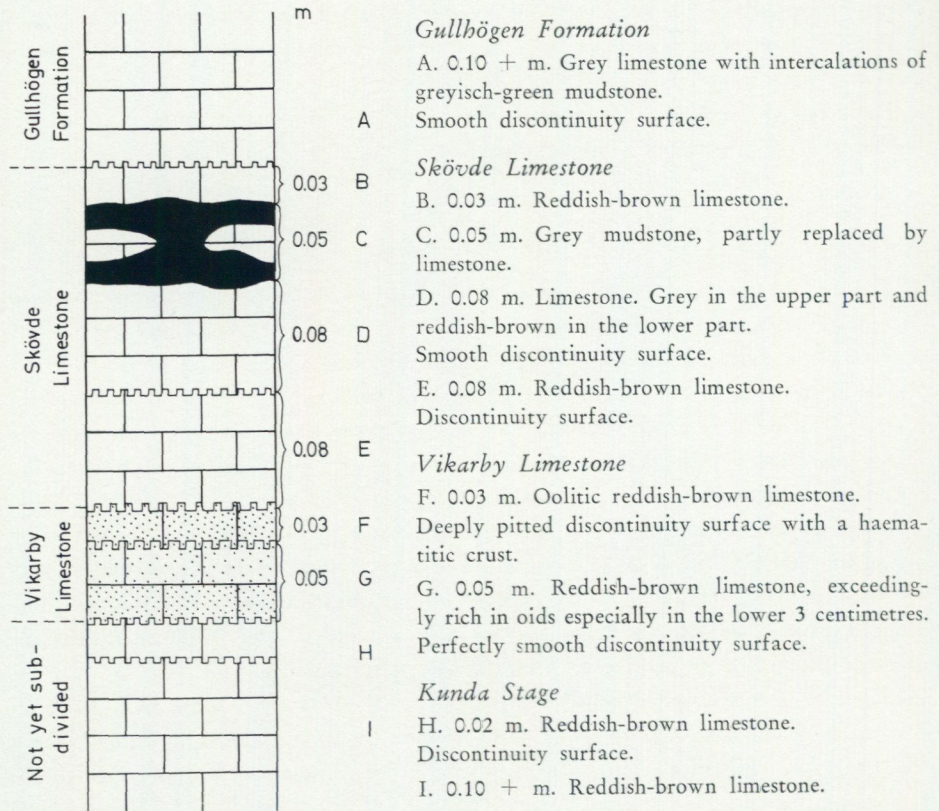 m
Gullhögen
Formation
Skövde
Limestone
Vikarby
Limestone
Not yet sub-
divided
A
0.03 B
0.05 C
0.08 D
0.08 E
0.03 F
0.05 G
H
I
Gullhögen Formation
A. 0.10 + m. Grey limestone with intercalations of
greyisch-green mudstone.
Smooth discontinuity surface.
Skövde Limestone
B. 0.03 m. Reddish-brown limestone.
C. 0.05 m. Grey mudstone, partly replaced by
limestone.
D. 0.08 m. Limestone. Grey in the upper part and
reddish-brown in the lower part.
Smooth discontinuity surface.
E. 0.08 m. Reddish-brown limestone.
Discontinuity surface.
Vikarby Limestone
F. 0.03 m. Oolitic reddish-brown limestone.
Deeply pitted discontinuity surface with a haema-
titic crust.
G. 0.05 m. Reddish-brown limestone, exceeding-
ly rich in oids especially in the lower 3 centimetres.
Perfectly smooth discontinuity surface.
Kunda Stage
H. 0.02 m. Reddish-brown limestone.
Discontinuity surface.
I. 0.10 + m. Reddish-brown limestone.